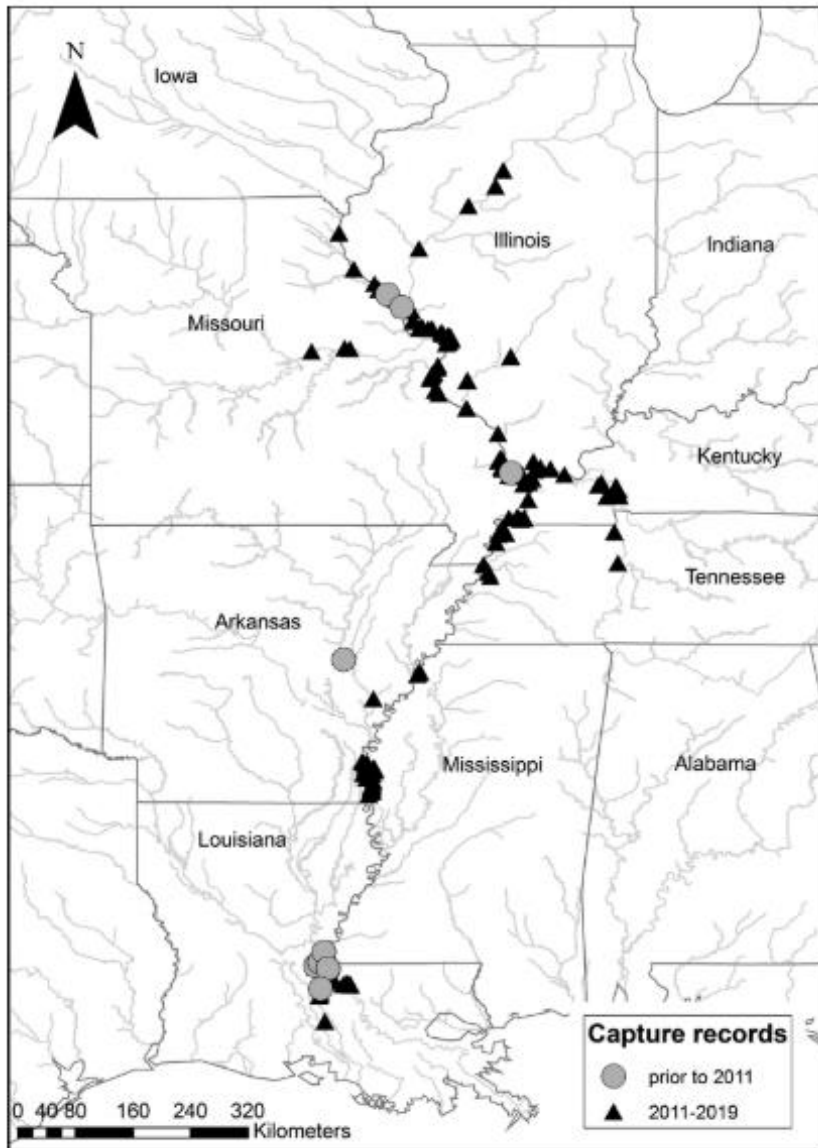 N
Iowa
Illinois
Indiana
Missouri
Kentucky
Tennessee
Arkansas
Mississippi
Alabama
Louisiana
Capture records
prior to 2011
2011-2019
0 40 80 160 240 320
Kilometers